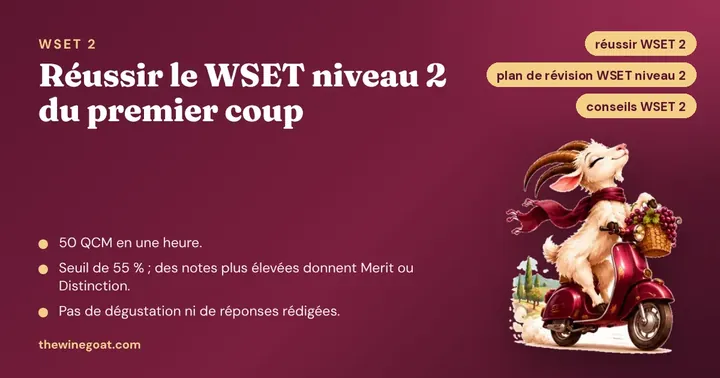 WSET 2
Réussir le WSET niveau 2
du premier coup
réussir WSET 2
plan de révision WSET niveau 2
conseils WSET 2
50 QCM en une heure.
Seuil de 55 % ; des notes plus élevées donnent Merit ou
Distinction.
Pas de dégustation ni de réponses rédigées.
thewinegoat.com